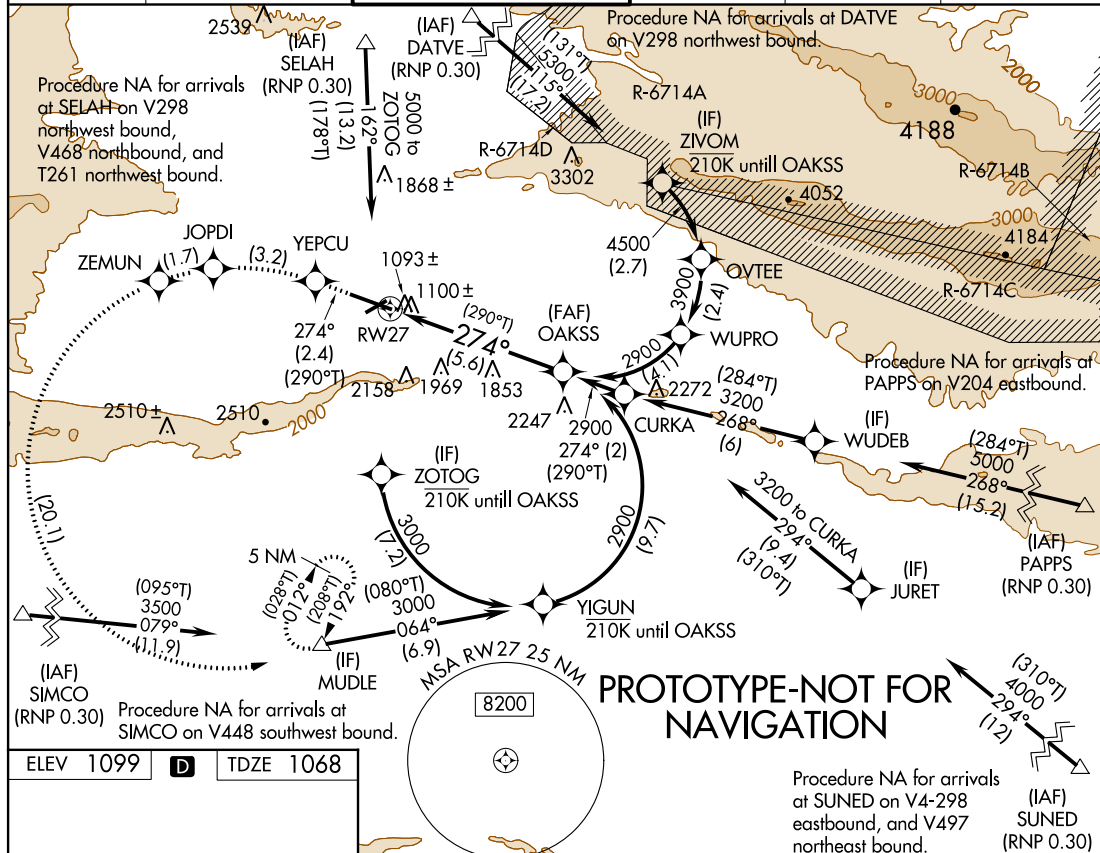 2539
(IAF)
SELAH
(RNP 0.30)
(IAF)
DATVE
(RNP 0.30)
Procedure NA for arrivals at DATVE
on V298 northwest bound.
(131°T)
5300
115°
(17.2)
2000
Procedure NA for arrivals
at SELAH on V298
northwest bound,
V468 northbound, and
T261 northwest bound.
5000 to
ZOTOG
162°
(13.2)
(178°T)
R-6714A
3000
4188
(IF)
ZIVOM
210K untill OAKSS
R-6714D
3302
1868 ±
R-6714B
4052
3000
4184
R-6714C
JOPDI
ZEMUN
(1.7)
(3.2)
YEPCU
1093 ±
1100 ±
4500
(2.7)
OVTEE
3900
(2.4)
RW27
(290°T)
274°
(5.6)
(FAF)
OAKSS
WUPRO
2900
(4.1)
274°
(2.4)
(290°T)
2158
1969
1853
Procedure NA for arrivals at
PAPPS on V204 eastbound.
2272
(284°T)
3200
268°
(6)
2510 ±
2510
2000
2247
2900
274° (2)
(290°T)
CURKA
(IF)
WUDEB
(284°T)
5000
268°
(15.2)
(IF)
ZOTOG
210K untill OAKSS
3000
(7.2)
2900
(9.7)
3200 to CURKA
294°
(9.4)
(310°T)
(IF)
JURET
(IAF)
PAPPS
(RNP 0.30)
(20.1)
5 NM
(028°T)
012°
(208°T)
192°
(080°T)
3000
064°
(6.9)
YIGUN
210K until OAKSS
(095°T)
3500
079°
(11.9)
(IF)
MUDLE
(IAF)
SIMCO
(RNP 0.30)
Procedure NA for arrivals at
SIMCO on V448 southwest bound.
MSA RW27 25 NM
8200
PROTOTYPE-NOT FOR
NAVIGATION
(310°T)
4000
294°
(12)
ELEV 1099
D
TDZE 1068
Procedure NA for arrivals
at SUNED on V4-298
eastbound, and V497
northeast bound.
(IAF)
SUNED
(RNP 0.30)